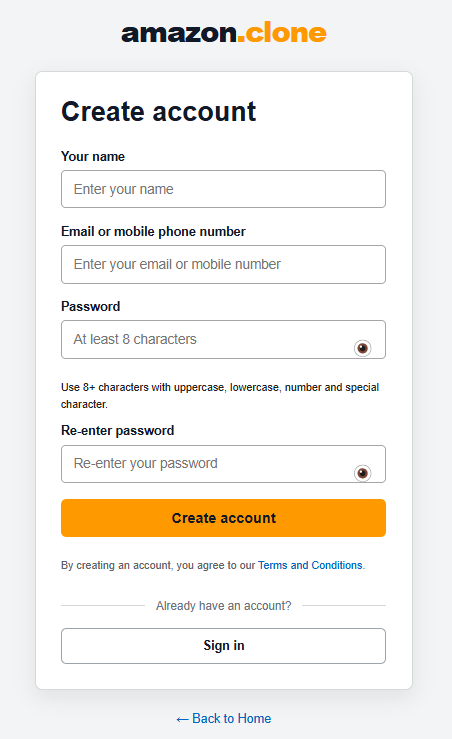 amazon.clone
Create account
Your name
Enter your name
Email or mobile phone number
Enter your email or mobile number
Password
At least 8 characters
Use 8+ characters with uppercase, lowercase, number and special
character.
Re-enter password
Re-enter your password
Create account
By creating an account, you agree to our Terms and Conditions.
Already have an account?
Sign in
← Back to Home